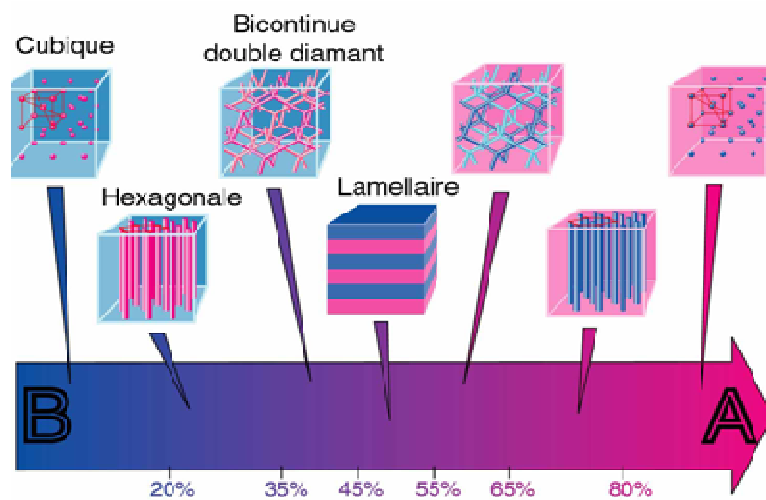 Cubique
Bicontinue
double diamant
Hexagonale
Lamellaire
B
A
20%
35%
45%
55%
65%
80%